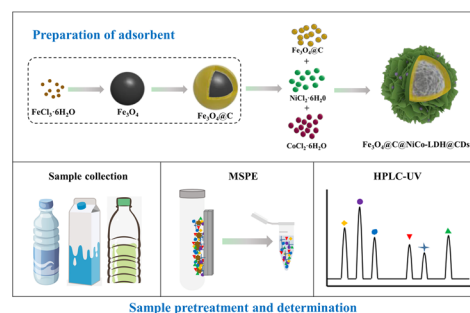 Preparation of adsorbent
FeCl₃·6H₂O
Fe₃O₄
Fe₃O₄@C
Fe₃O₄@C
+
NiCl₂·6H₂0
+
CoCl₂·6H₂O
Fe₃O₄@C@NiCo-LDH@CDs
Sample collection
MSPE
HPLC-UV
Sample pretreatment and determination